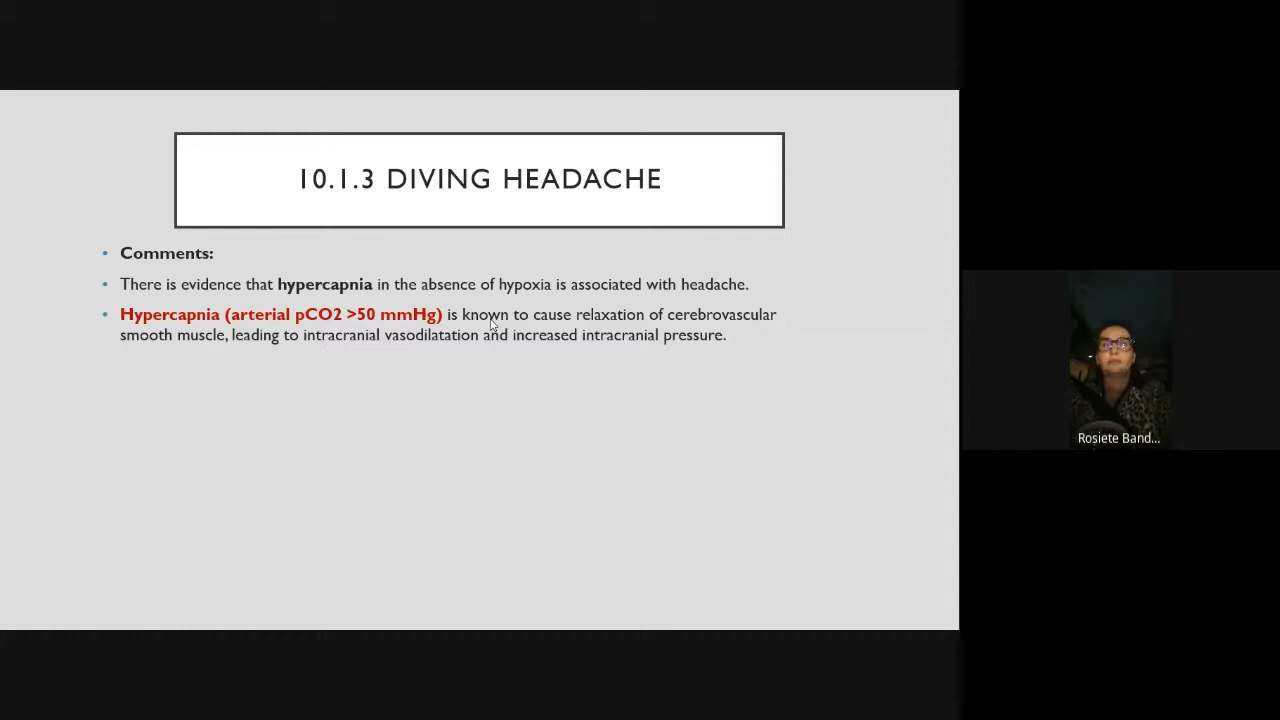 10.1.3 DIVING HEADACHE
• Comments:
• There is evidence that hypercapnia in the absence of hypoxia is associated with headache.
• Hypercapnia (arterial pCO2 >50 mmHg) is known to cause relaxation of cerebrovascular
smooth muscle, leading to intracranial vasodilatation and increased intracranial pressure.
Rosiete Band...